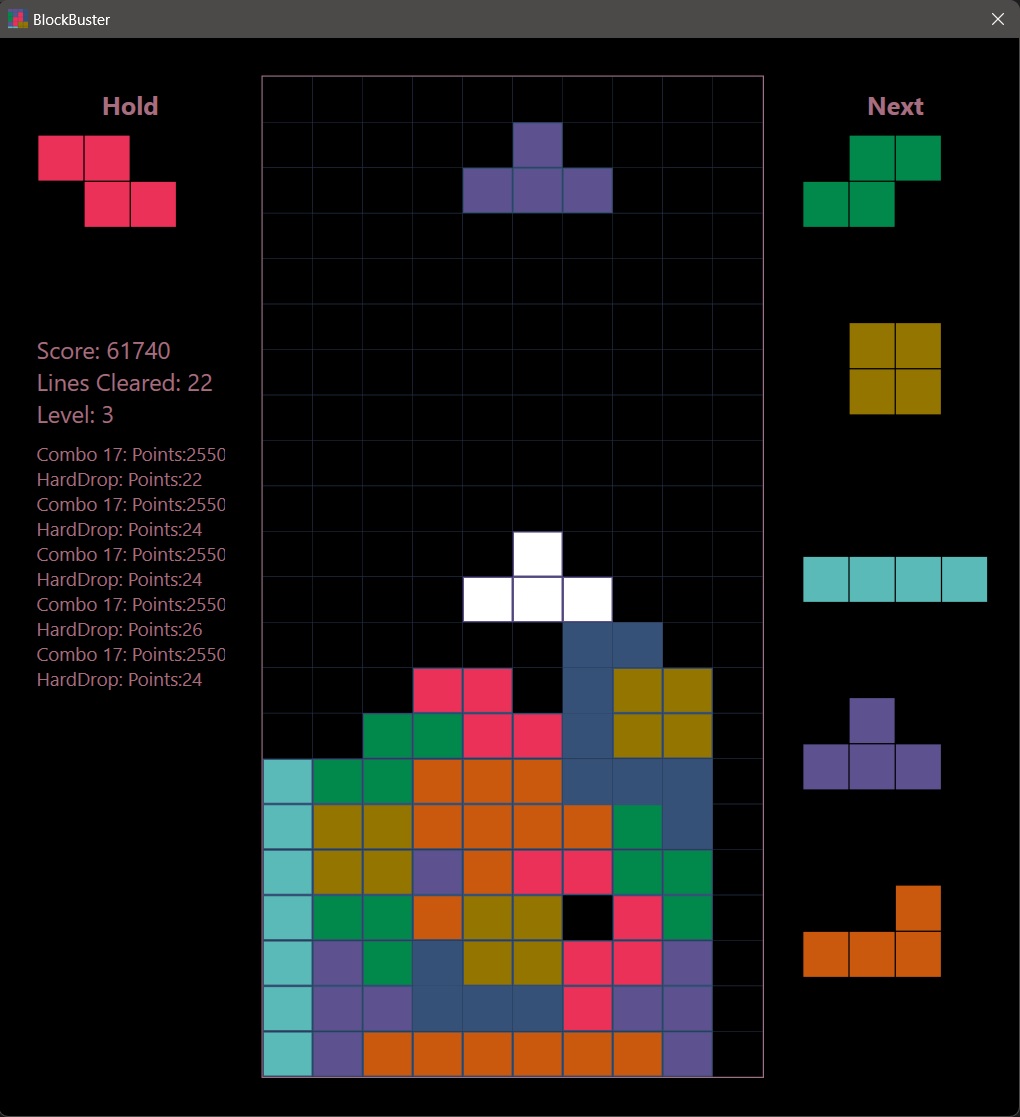 BlockBuster
Hold
Next
Score: 61740
Lines Cleared: 22
Level: 3
Combo 17: Points:2550
HardDrop: Points:22
Combo 17: Points:2550
HardDrop: Points:24
Combo 17: Points:2550
HardDrop: Points:24
Combo 17: Points:2550
HardDrop: Points:26
Combo 17: Points:2550
HardDrop: Points:24